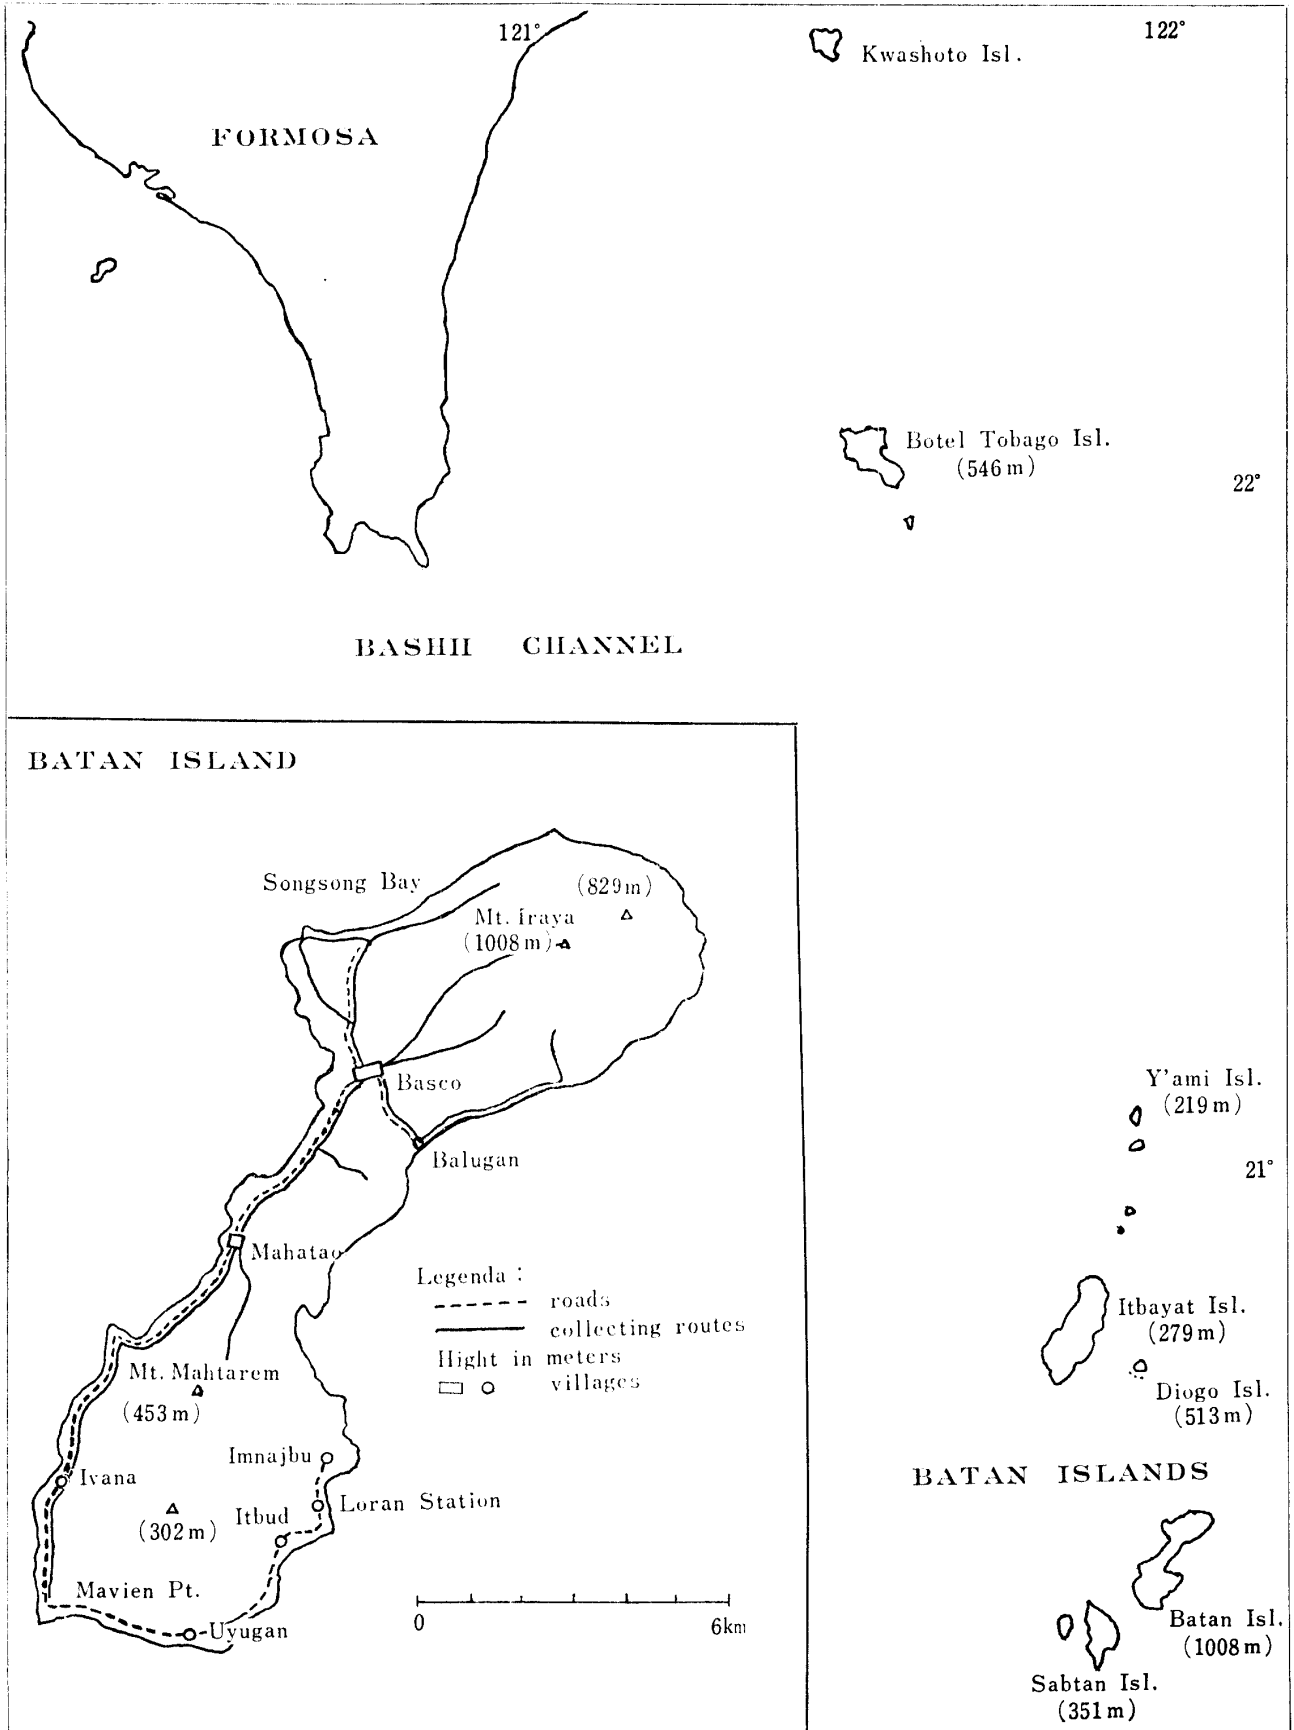 121°
122°
Kwashoto Isl.
FORMOSA
Botel Tobago Isl.
(546m)
22°
BASHII CHANNEL
BATAN ISLAND
Songsong Bay
(829m)
Mt. Iraya
(1008m)
Basco
Balugan
Mahatao
Legenda :
roads
collecting routes
Hight in meters
villages
Mt. Mahtarem
(453m)
Imnajbu
Ivana
Loran Station
Itbud
(302m)
Mavien Pt.
Uyugan
0
6km
Y'ami Isl.
(219m)
21°
Itbayat Isl.
(279m)
Diogo Isl.
(513m)
BATAN ISLANDS
Batan Isl.
(1008m)
Sabtan Isl.
(351m)